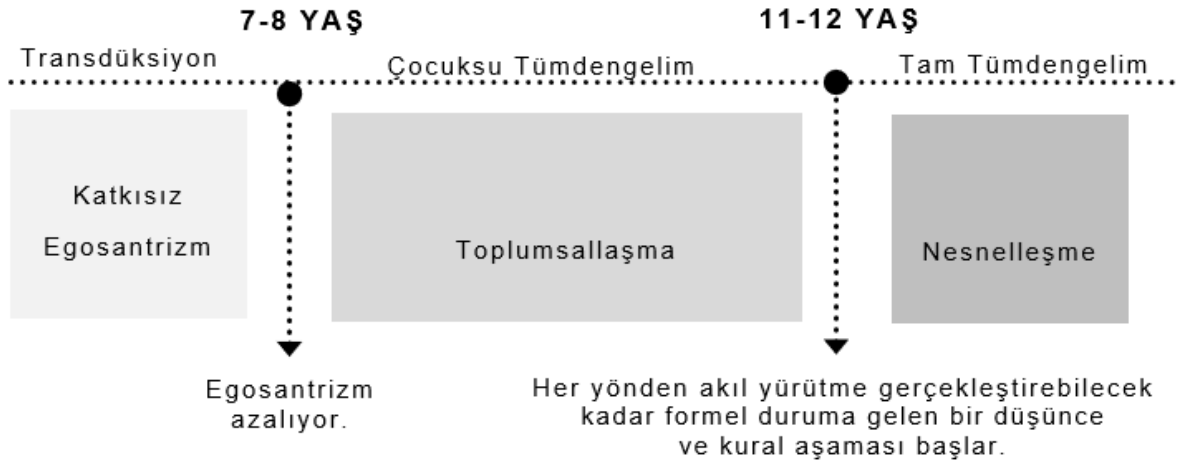 7-8 YAŞ
11-12 YAŞ
Transdüksiyon
Çocuksu Tümdengelim
Tam Tümdengelim
Katkısız
Egosantrizm
Toplumsallaşma
Nesnelleşme
Egosantrizm
azalıyor.
Her yönden akıl yürütme gerçekleştirebilecek
kadar formel duruma gelen bir düşünce
ve kural aşaması başlar.